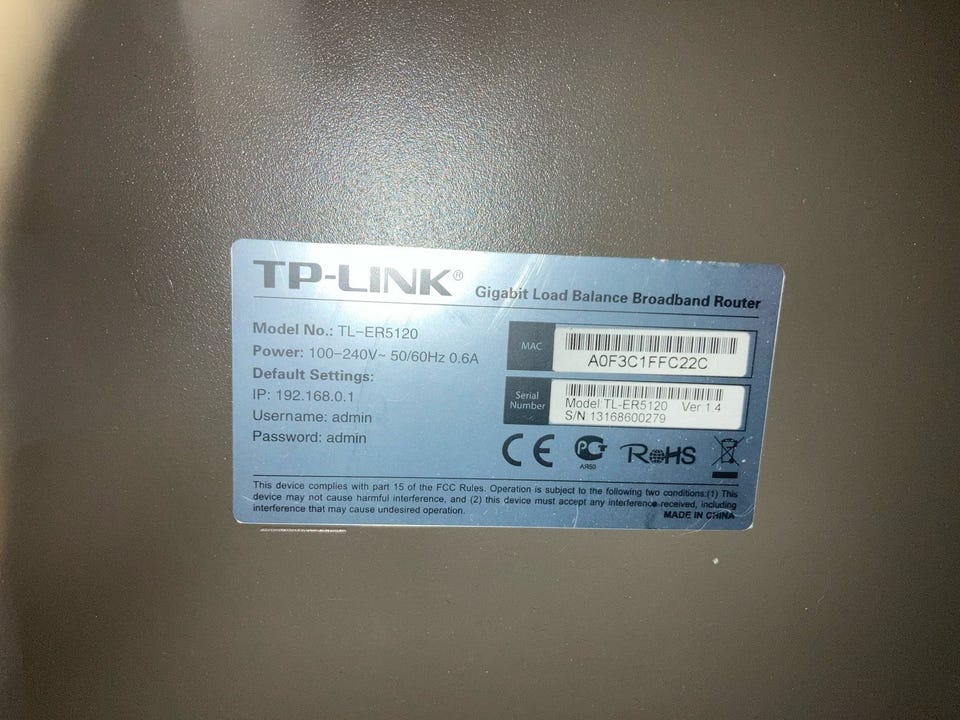 TP-LINK®
Gigabit Load Balance Broadband Router
Model No.: TL-ER5120
Power: 100-240V~ 50/60Hz 0.6A
Default Settings:
IP: 192.168.0.1
Username: admin
Password: admin
MAC
A0F3C1FFC22C
Serial
Number
Model TL-ER5120 Ver 1.4
S/N 13168600279
CE
РСТ
АЯ50
RoHS
This device complies with part 15 of the FCC Rules. Operation is subject to the following two conditions:(1) This
device may not cause harmful interference, and (2) this device must accept any interference received, including
interference that may cause undesired operation.
MADE IN CHINA